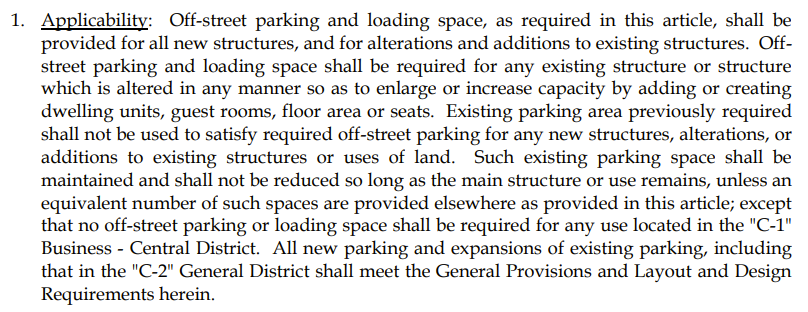 1. Applicability: Off-street parking and loading space, as required in this article, shall be
provided for all new structures, and for alterations and additions to existing structures. Off-
street parking and loading space shall be required for any existing structure or structure
which is altered in any manner so as to enlarge or increase capacity by adding or creating
dwelling units, guest rooms, floor area or seats. Existing parking area previously required
shall not be used to satisfy required off-street parking for any new structures, alterations, or
additions to existing structures or uses of land. Such existing parking space shall be
maintained and shall not be reduced so long as the main structure or use remains, unless an
equivalent number of such spaces are provided elsewhere as provided in this article; except
that no off-street parking or loading space shall be required for any use located in the "C-1"
Business - Central District. All new parking and expansions of existing parking, including
that in the "C-2" General District shall meet the General Provisions and Layout and Design
Requirements herein.